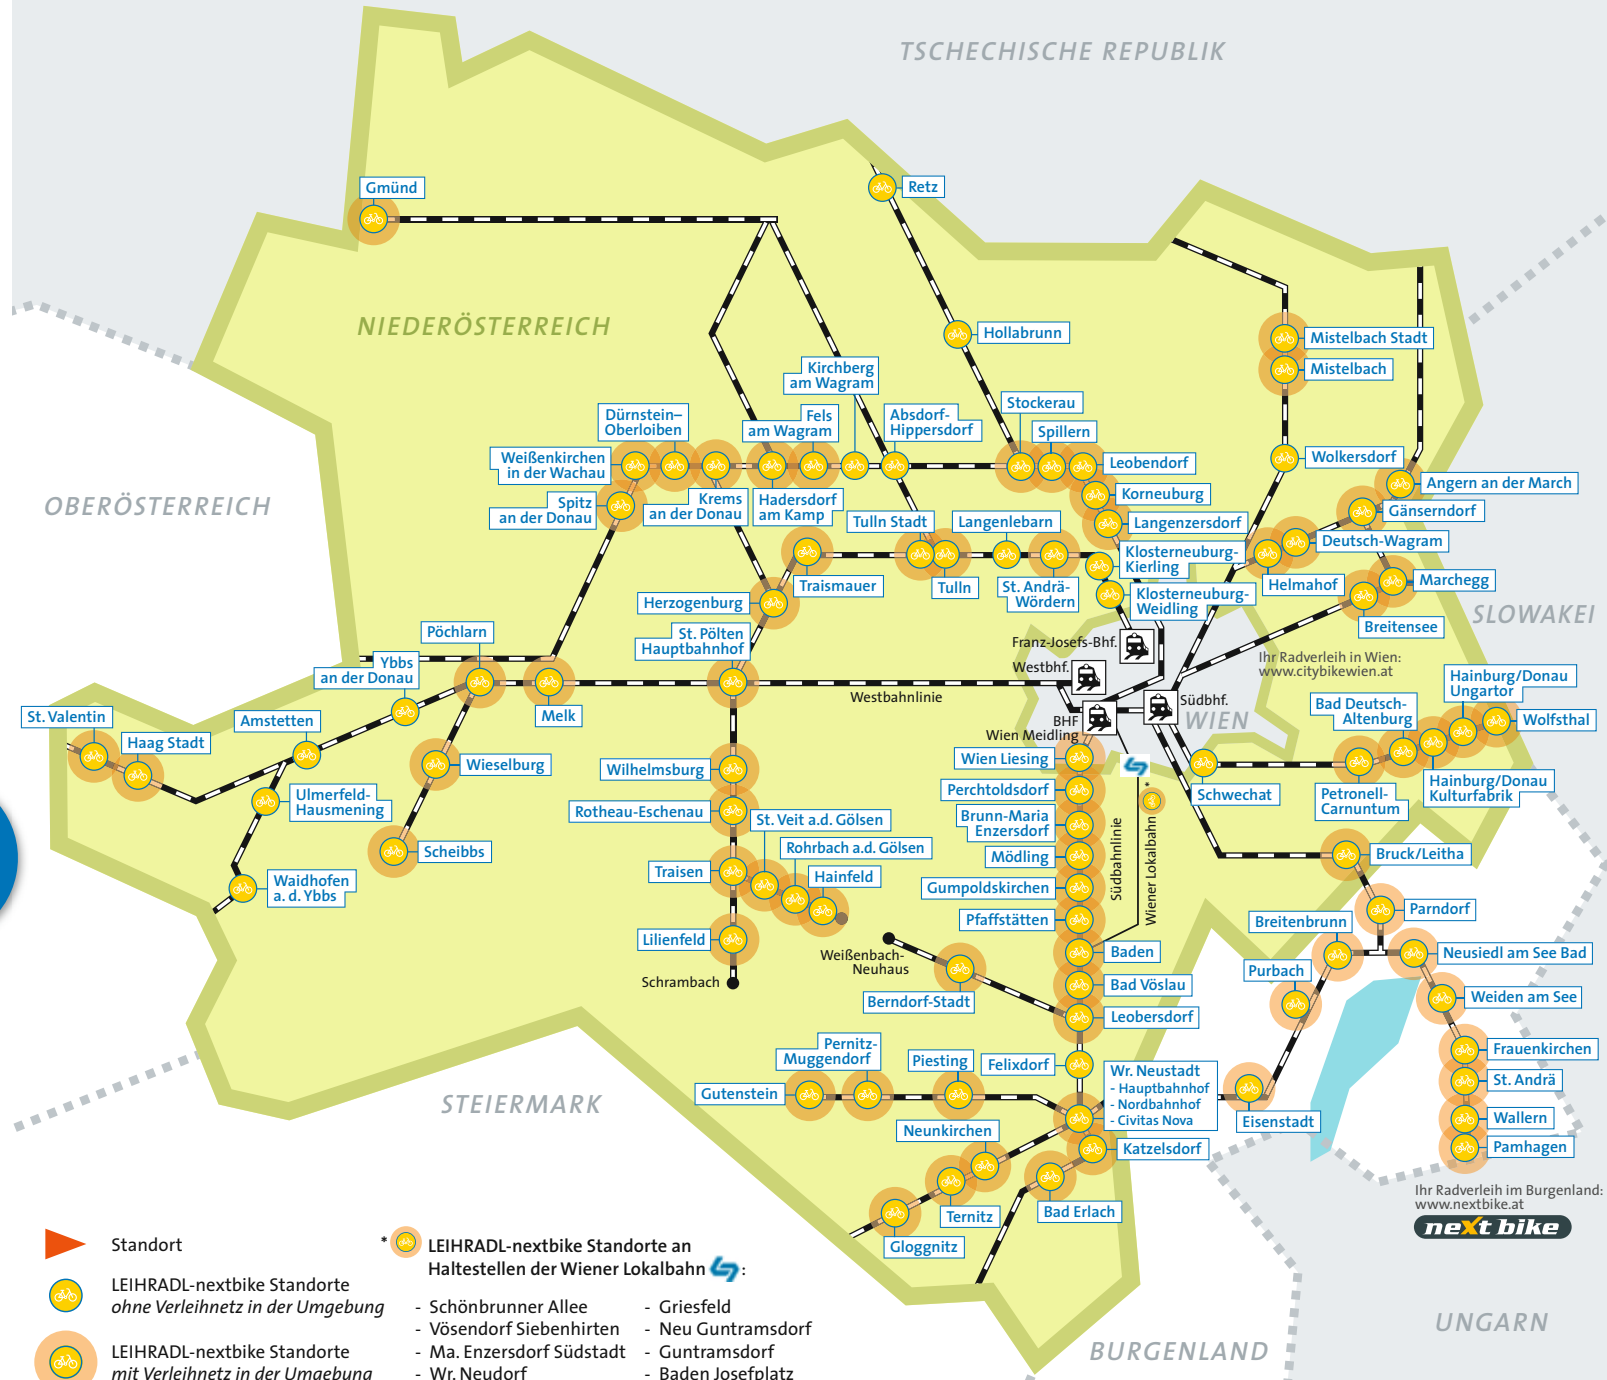 TSCHECHISCHE REPUBLIK
Gmünd
Retz
NIEDERÖSTERREICH
Hollabrunn
Mistelbach Stadt
Mistelbach
Kirchberg
am Wagram
Dürnstein–
Oberloiben
Fels
am Wagram
Absdorf-
Hippersdorf
Stockerau
Spillern
Weißenkirchen
in der Wachau
Leobendorf
Wolkersdorf
Angern an der March
OBERÖSTERREICH
Spitz
an der Donau
Krems
an der Donau
Hadersdorf
am Kamp
Korneuburg
Gänserndorf
Tulln Stadt
Langenlebarn
Langenzersdorf
Deutsch-Wagram
Klosterneuburg-
Kierling
Traismauer
Tulln
St. Andrä-
Wördern
Helmahof
Marchegg
Klosterneuburg-
Weidling
Herzogenburg
SLOWAKEI
Breitensee
Pöchlarn
St. Pölten
Hauptbahnhof
Franz-Josefs-Bhf.
Ihr Radverleih in Wien:
www.citybikewien.at
Ybbs
an der Donau
Westbhf.
Hainburg/Donau
Ungartor
Westbahnlinie
Südbhf.
Bad Deutsch-
Altenburg
St. Valentin
Amstetten
Melk
BHF
Wien Meidling
WIEN
Wolfsthal
Haag Stadt
Wien Liesing
Wieselburg
Wilhelmsburg
Perchtoldsdorf
Schwechat
Petronell-
Carnuntum
Hainburg/Donau
Kulturfabrik
Ulmerfeld-
Hausmening
Rotheau-Eschenau
St. Veit a.d. Gölsen
Brunn-Maria
Enzersdorf
*
Südbahnlinie
Wiener Lokalbahn
Scheibbs
Rohrbach a.d. Gölsen
Mödling
Bruck/Leitha
Traisen
Hainfeld
Gumpoldskirchen
Waidhofen
a. d. Ybbs
Pfaffstätten
Parndorf
Breitenbrunn
Lilienfeld
Weißenbach-
Neuhaus
Baden
Neusiedl am See Bad
Purbach
Schrambach
Berndorf-Stadt
Bad Vöslau
Weiden am See
Leobersdorf
Pernitz-
Muggendorf
Piesting
Felixdorf
Frauenkirchen
Wr. Neustadt
- Hauptbahnhof
- Nordbahnhof
- Civitas Nova
St. Andrä
Gutenstein
STEIERMARK
Neunkirchen
Eisenstadt
Wallern
Katzelsdorf
Pamhagen
Ternitz
Bad Erlach
Ihr Radverleih im Burgenland:
www.nextbike.at
next bike
Gloggnitz
Standort
LEIHRADL-nextbike Standorte
ohne Verleihnetz in der Umgebung
LEIHRADL-nextbike Standorte
mit Verleihnetz in der Umgebung
* LEIHRADL-nextbike Standorte an
Haltestellen der Wiener Lokalbahn :
- Schönbrunner Allee
- Vösendorf Siebenhirten
- Ma. Enzersdorf Südstadt
- Wr. Neudorf
- Griesfeld
- Neu Guntramsdorf
- Guntramsdorf
- Baden Josefplatz
BURGENLAND
UNGARN